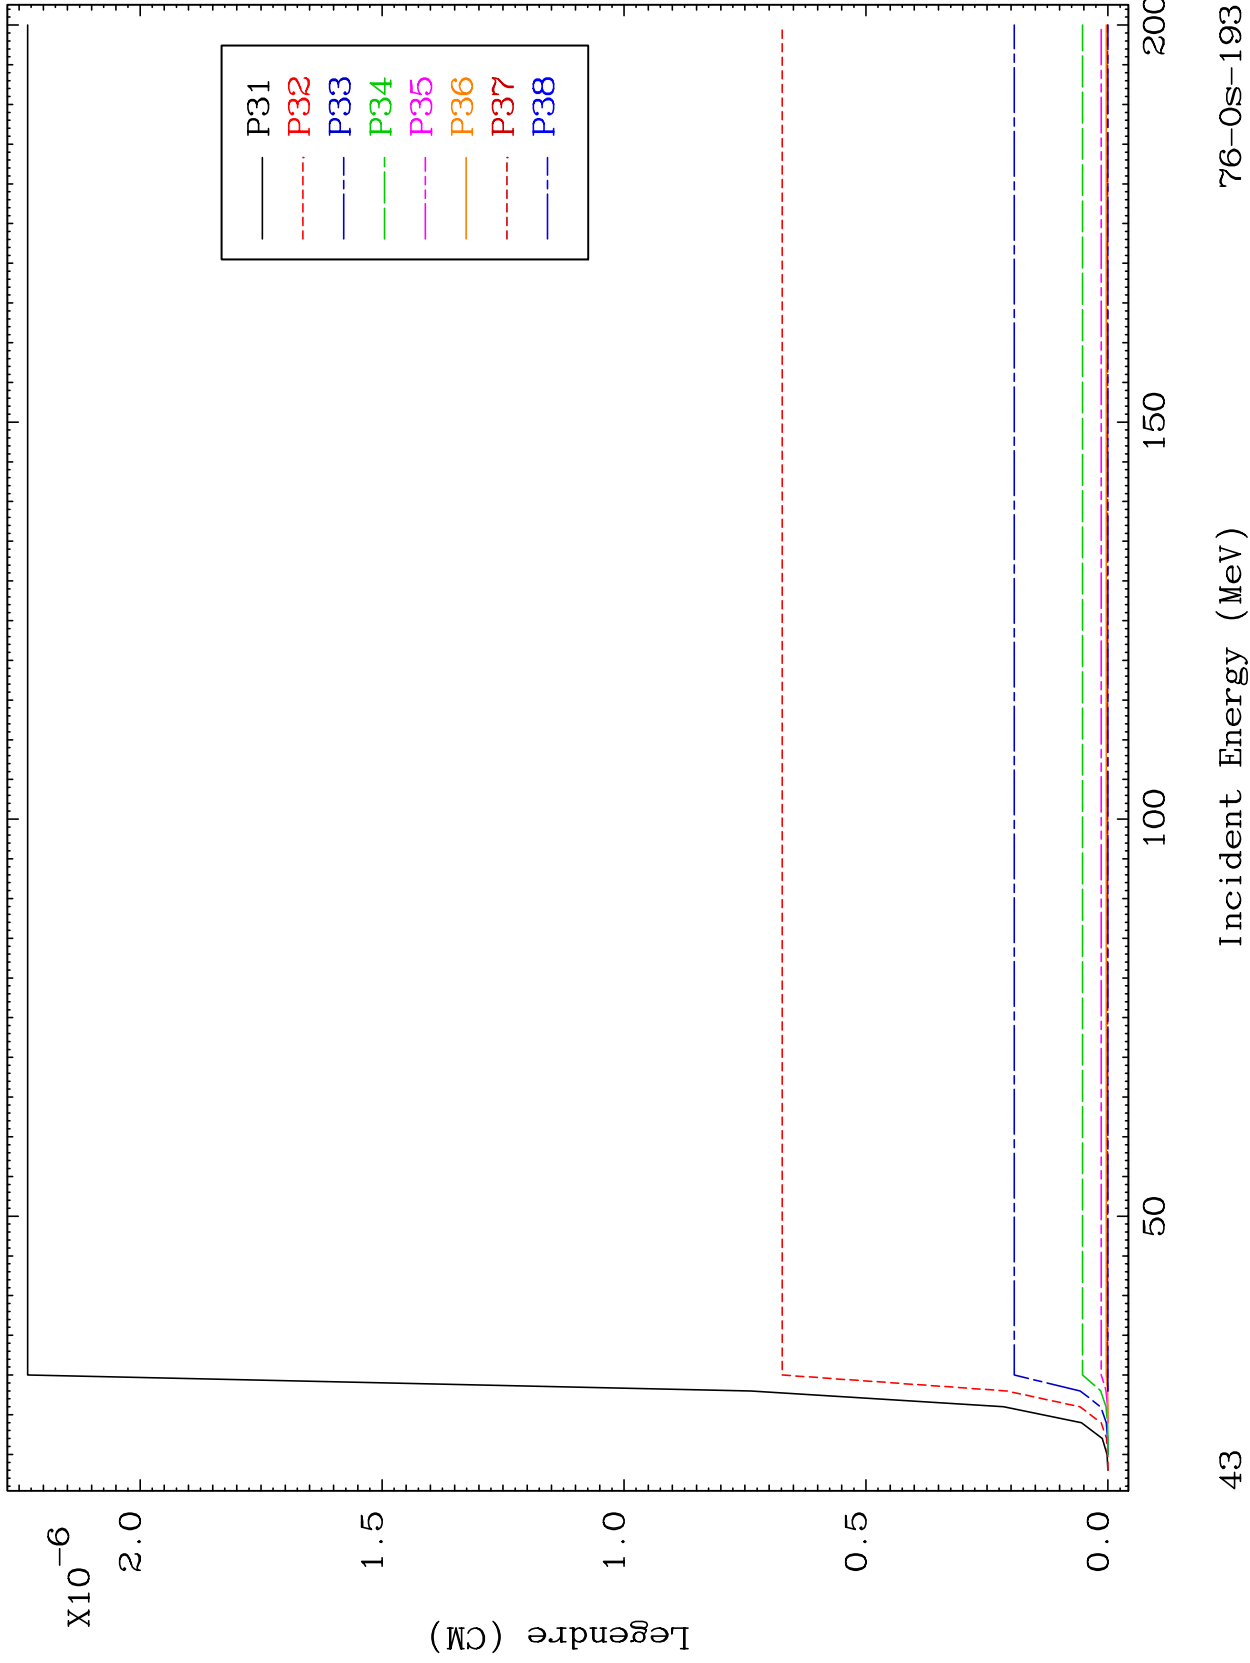 X10-6
2.0
1.5
1.0
0.5
0.0
Legendre (CM)
P31
P32
P33
P34
P35
P36
P37
P38
50
100
150
200
Incident Energy (MeV)
43
76-Os-193